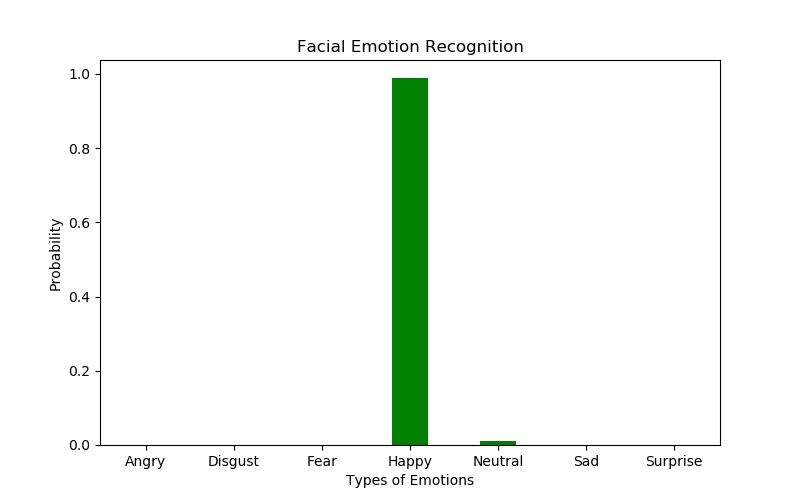 Facial Emotion Recognition
1.0
0.8
0.6
0.4
0.2
0.0
Probability
Angry Disgust Fear Happy Neutral Sad Surprise
Types of Emotions